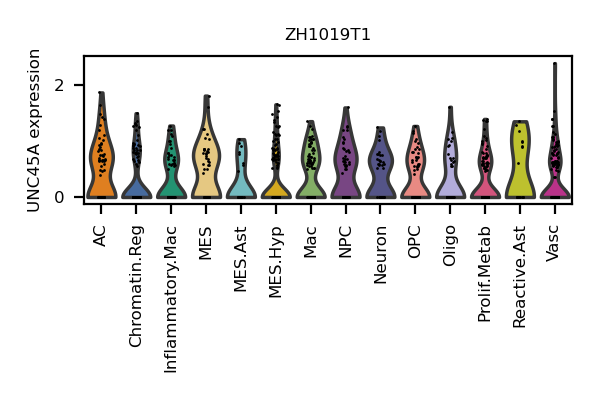 ZH1019T1
UNC45A expression
2
0
AC
Chromatin.Reg
Inflammatory.Mac
MES
MES.Ast
MES.Hyp
Mac
NPC
Neuron
OPC
Oligo
Prolif.Metab
Reactive.Ast
Vasc